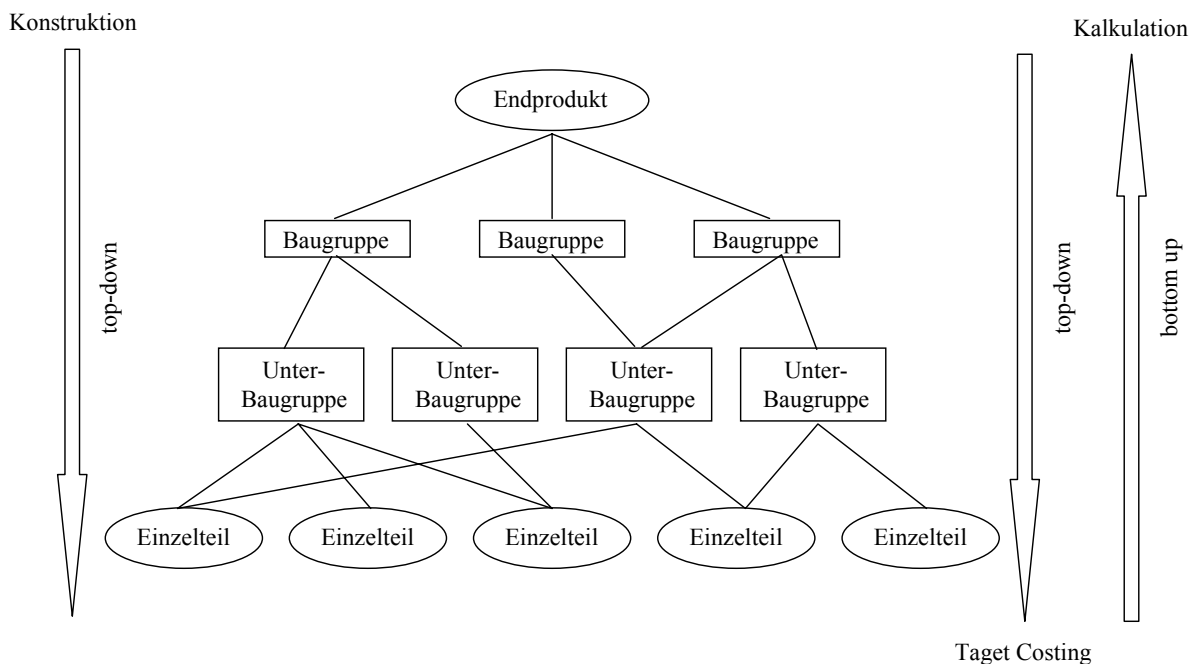 Konstruktion
Kalkulation
Endprodukt
Baugruppe
Baugruppe
Baugruppe
top-down
top-down
bottom up
Unter-
Baugruppe
Unter-
Baugruppe
Unter-
Baugruppe
Unter-
Baugruppe
Einzelteil
Einzelteil
Einzelteil
Einzelteil
Einzelteil
Taget Costing